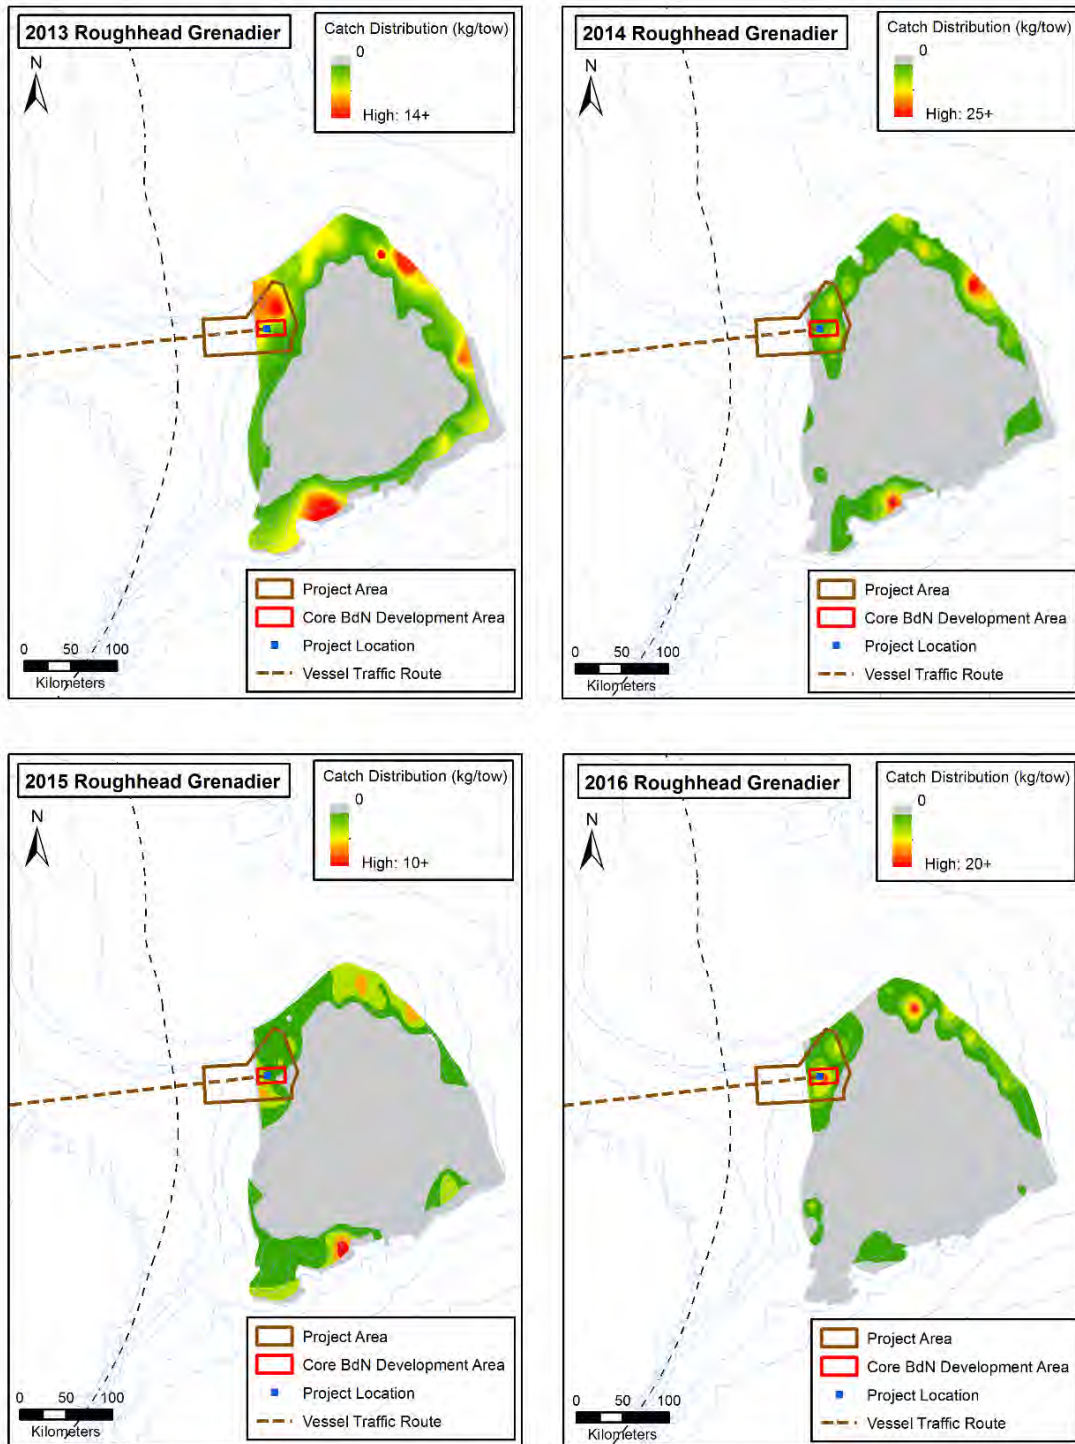 2013 Roughhead Grenadier
Catch Distribution (kg/tow)
0
High: 14+
N
Project Area
Core BdN Development Area
Project Location
Vessel Traffic Route
0 50 100
Kilometers
2014 Roughhead Grenadier
Catch Distribution (kg/tow)
0
High: 25+
N
Project Area
Core BdN Development Area
Project Location
Vessel Traffic Route
0 50 100
Kilometers
2015 Roughhead Grenadier
Catch Distribution (kg/tow)
0
High: 10+
N
Project Area
Core BdN Development Area
Project Location
Vessel Traffic Route
0 50 100
Kilometers
2016 Roughhead Grenadier
Catch Distribution (kg/tow)
0
High: 20+
N
Project Area
Core BdN Development Area
Project Location
Vessel Traffic Route
0 50 100
Kilometers